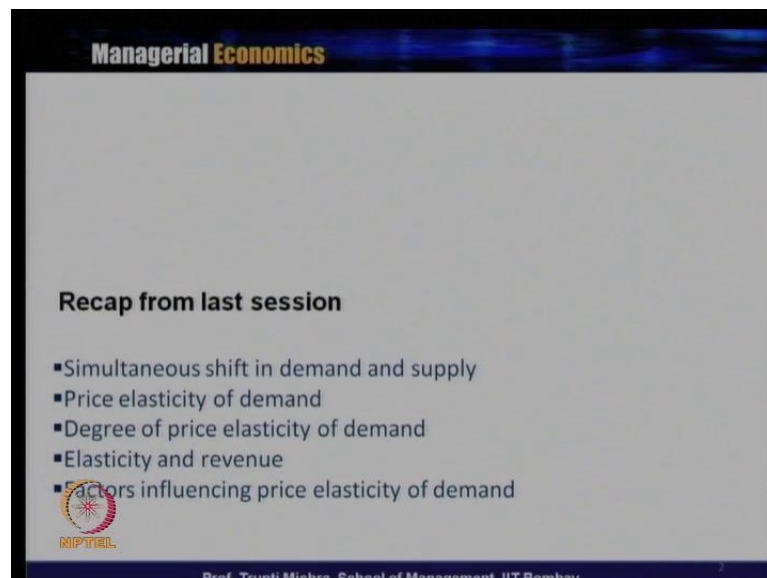 Managerial Economics
Recap from last session
▪Simultaneous shift in demand and supply
▪Price elasticity of demand
▪Degree of price elasticity of demand
▪Elasticity and revenue
▪Factors influencing price elasticity of demand
NPTEL
Prof. Trupti Mishra, School of Management, IIT Bombay
2